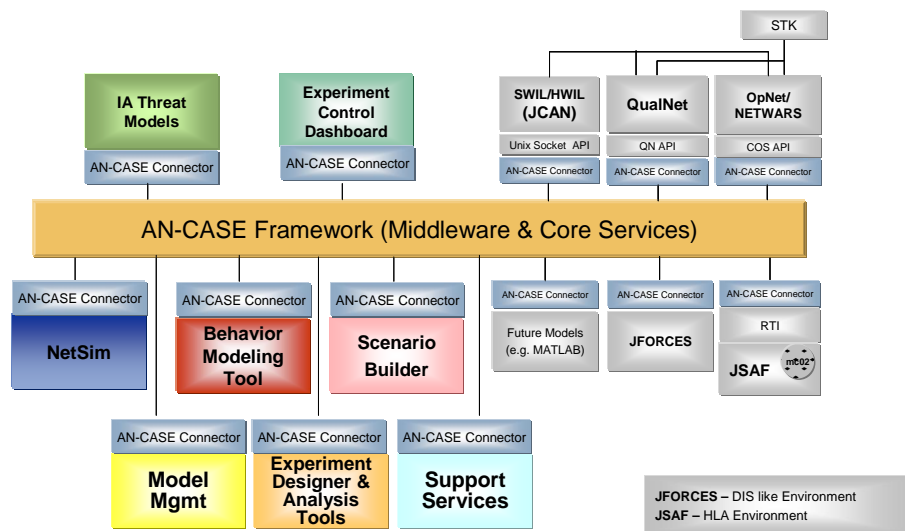 STK
IA Threat
Models
AN-CASE Connector
Experiment
Control
Dashboard
AN-CASE Connector
SWIL/HWIL
(JCAN)
Unix Socket API
AN-CASE Connector
QualNet
QN API
AN-CASE Connector
OpNet/
NETWARS
COS API
AN-CASE Connector
AN-CASE Framework (Middleware & Core Services)
AN-CASE Connector
NetSim
AN-CASE Connector
Behavior
Modeling
Tool
AN-CASE Connector
Scenario
Builder
AN-CASE Connector
Future Models
(e.g. MATLAB)
AN-CASE Connector
JFORCES
AN-CASE Connector
RTI
JSAF
mc02
AN-CASE Connector
Model
Mgmt
AN-CASE Connector
Experiment
Designer &
Analysis
Tools
AN-CASE Connector
Support
Services
JFORCES – DIS like Environment
JSAF – HLA Environment